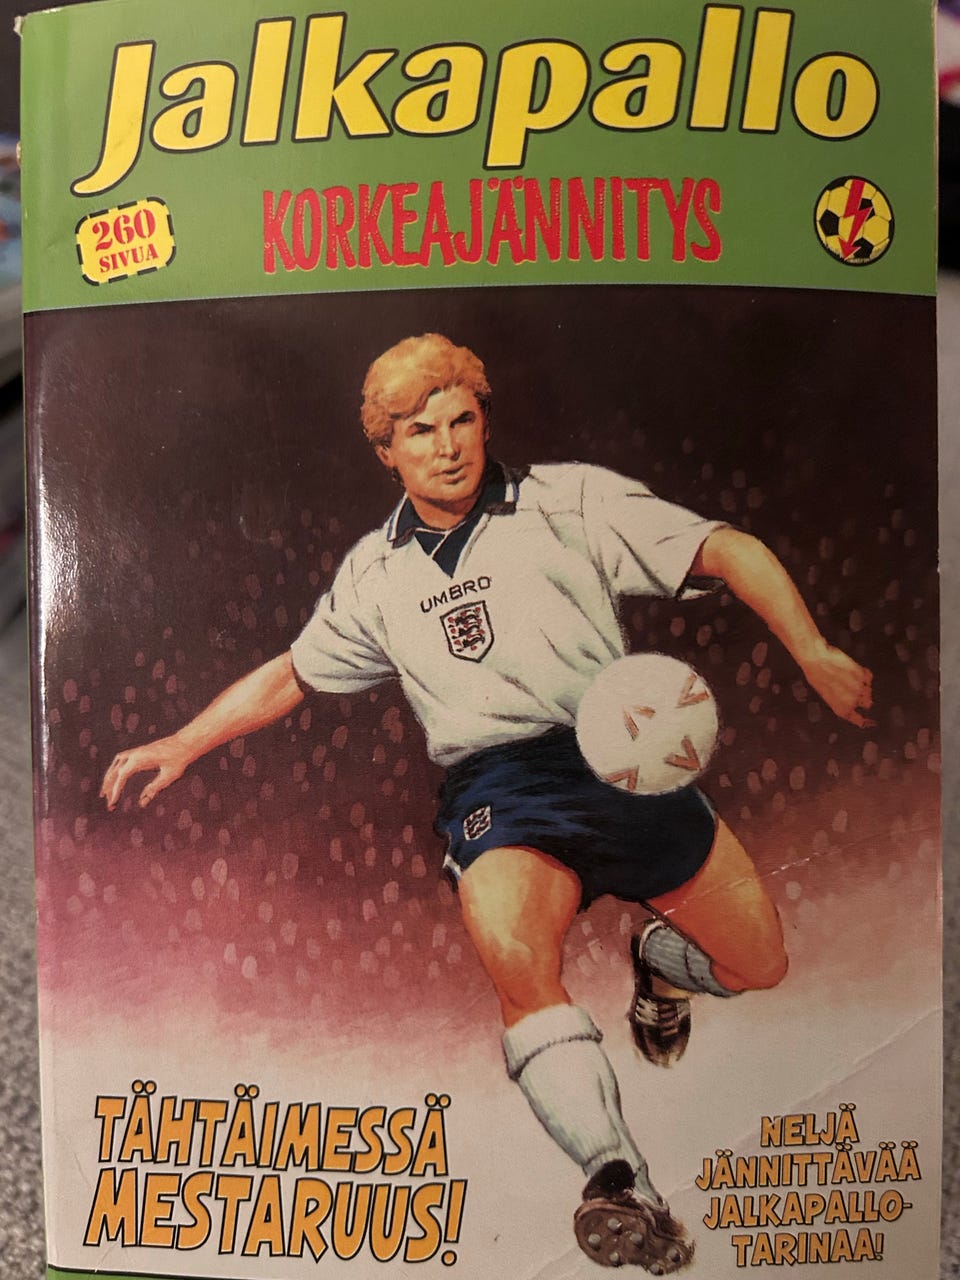 Jalkapallo
260
SIVUA
KORKEAJÄNNITYS
UMBRO
TÄHTÄIMESSÄ
MESTARUUS!
NELJÄ
JÄNNITTÄVÄÄ
JALKAPALLO-
TARINAA!